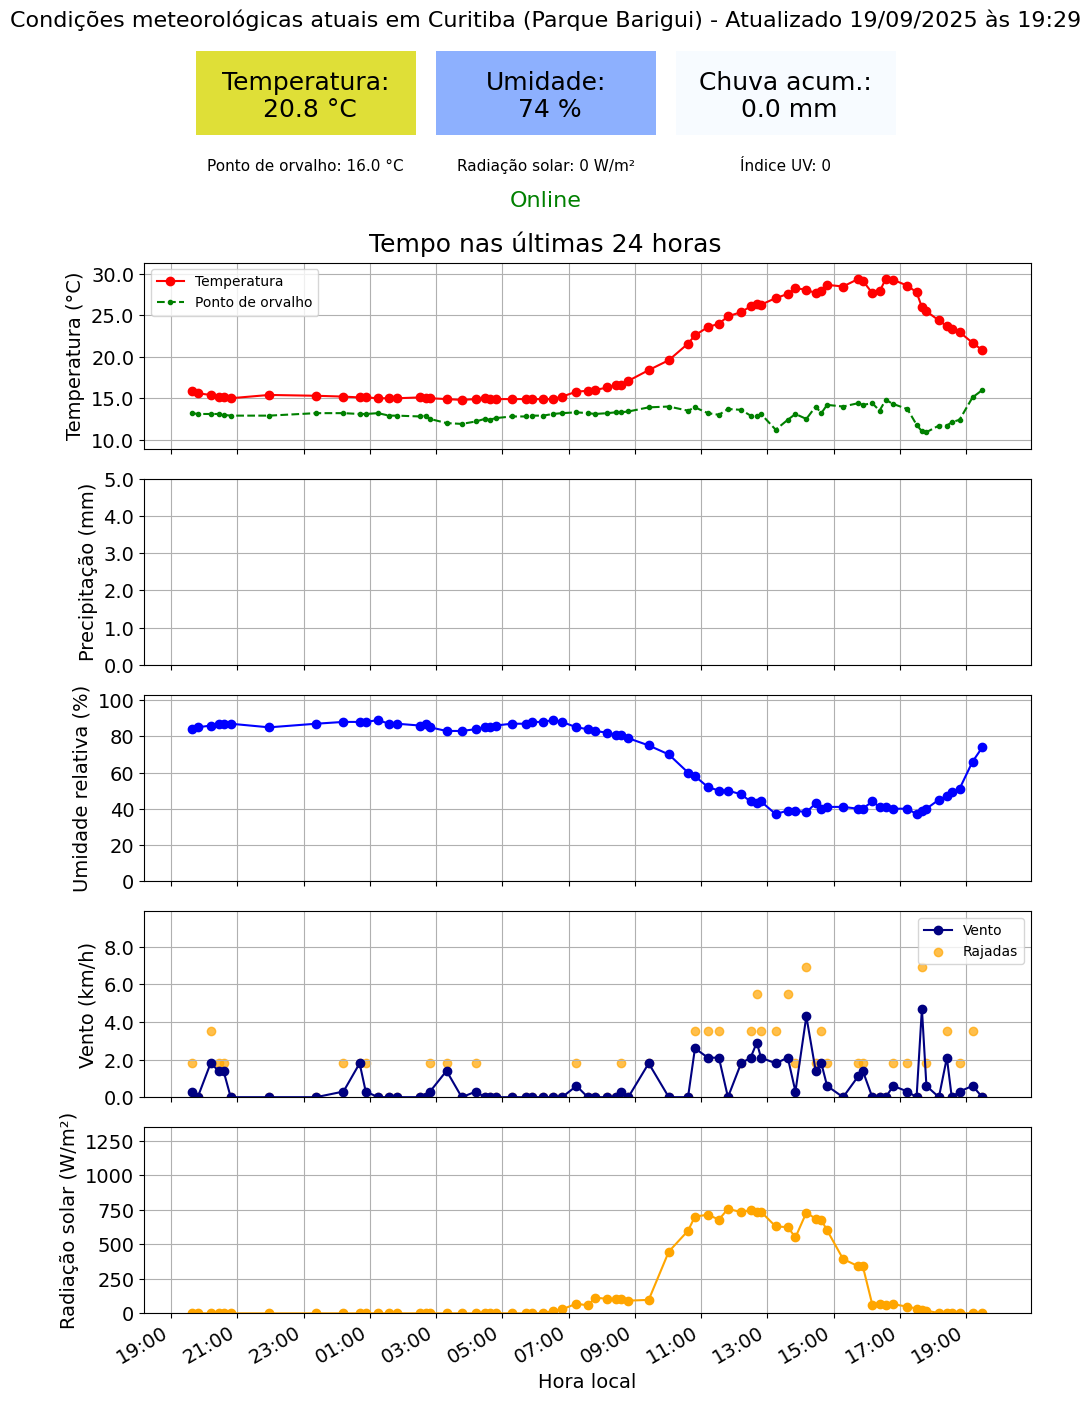 Condições meteorológicas atuais em Curitiba (Parque Barigui) - Atualizado 19/09/2025 às 19:29
Temperatura:
20.8 °C
Umidade:
74 %
Chuva acum.:
0.0 mm
Ponto de orvalho: 16.0 °C
Radiação solar: 0 W/m²
Índice UV: 0
Online
Tempo nas últimas 24 horas
Temperatura (°C)
30.0
25.0
20.0
15.0
10.0
Temperatura
Ponto de orvalho
Precipitação (mm)
5.0
4.0
3.0
2.0
1.0
0.0
Umidade relativa (%)
100
80
60
40
20
0
Vento (km/h)
8.0
6.0
4.0
2.0
0.0
Vento
Rajadas
Radiação solar (W/m²)
1250
1000
750
500
250
0
19:00
21:00
23:00
01:00
03:00
05:00
07:00
09:00
11:00
13:00
15:00
17:00
19:00
Hora local